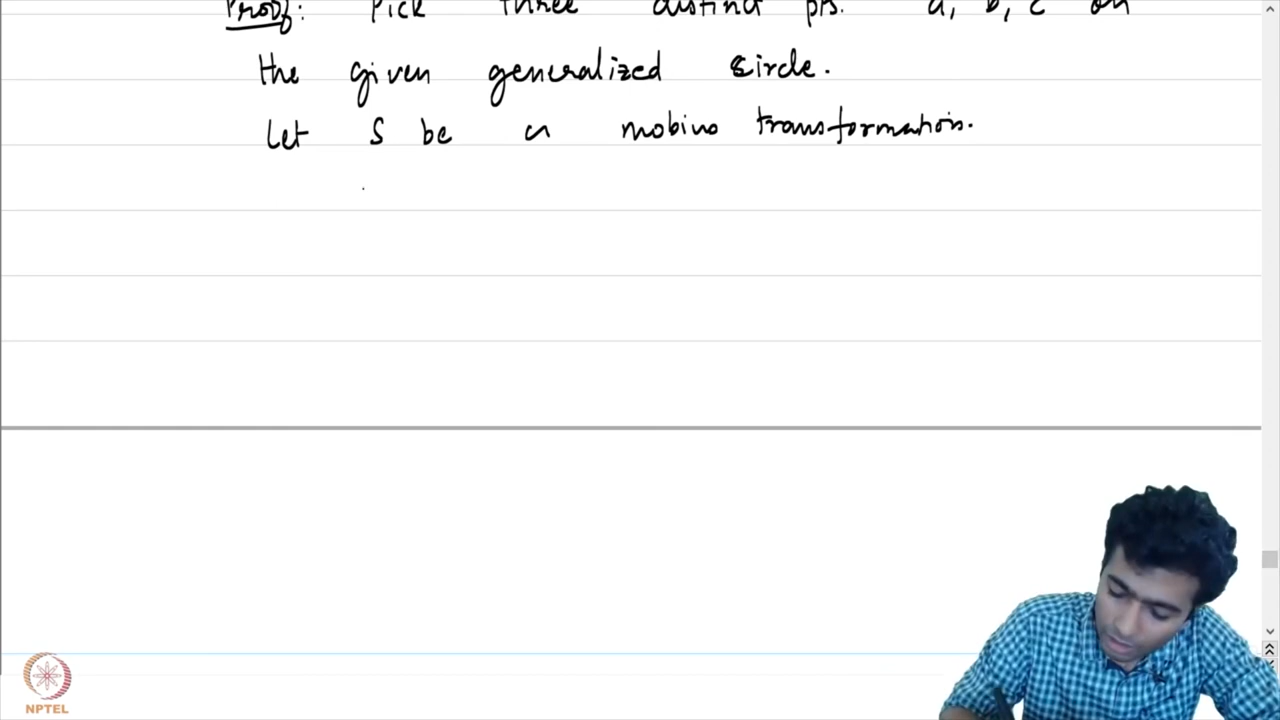 Proof: Pick three distinct pts. a, b, c on
the given generalized circle.
Let S be a mobius transformation.
NPTEL